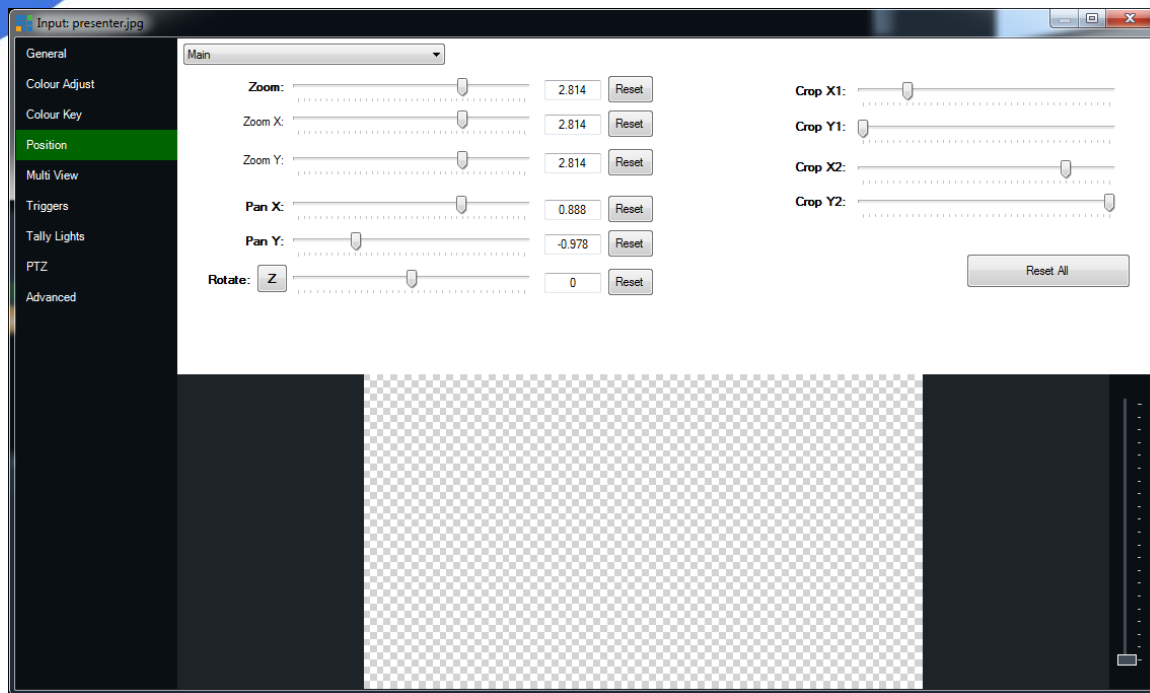 Input: presenter.jpg
General
Colour Adjust
Colour Key
Position
Multi View
Triggers
Tally Lights
PTZ
Advanced
Main
Zoom: 2.814 Reset
Zoom X: 2.814 Reset
Zoom Y: 2.814 Reset
Pan X: 0.888 Reset
Pan Y: -0.978 Reset
Rotate: Z 0 Reset
Crop X1:
Crop Y1:
Crop X2:
Crop Y2:
Reset All